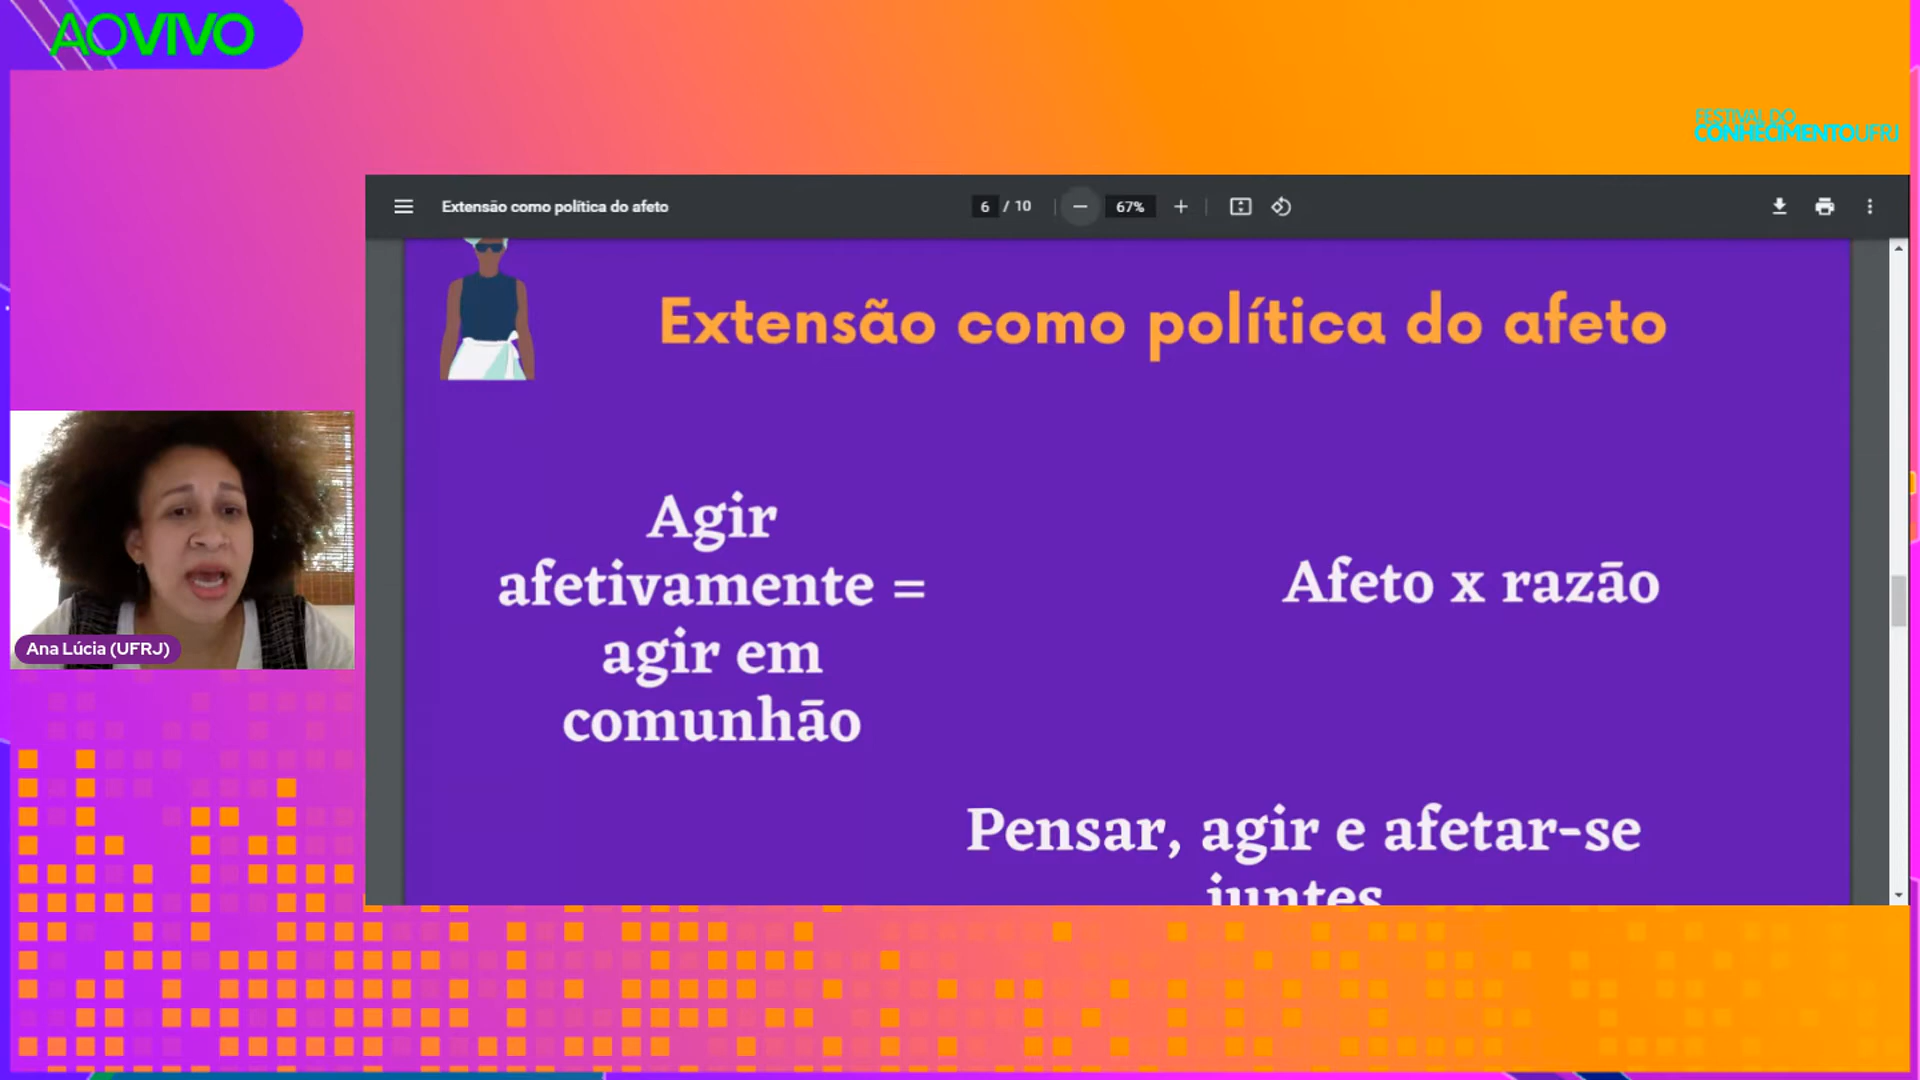 AOVIVO
FESTIVAL DO
CONHECIMENTOUFRJ
Extensão como política do afeto
6 / 10
67%
Extensão como política do afeto
Agir
afetivamente =
agir em
comunhão
Afeto x razão
Pensar, agir e afetar-se
juntes
Ana Lúcia (UFRJ)